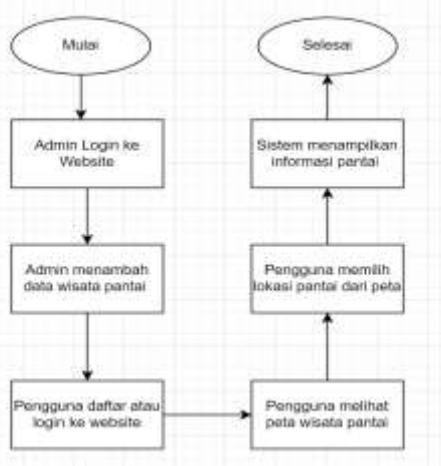 Mulai
Admin Login ke
Website
Admin menambah
data wisata pantai
Pengguna daftar atau
login ke website
Pengguna melihat
peta wisata pantai
Pengguna memilih
lokasi pantai dari peta
Sistem menampilkan
informasi pantai
Selesai